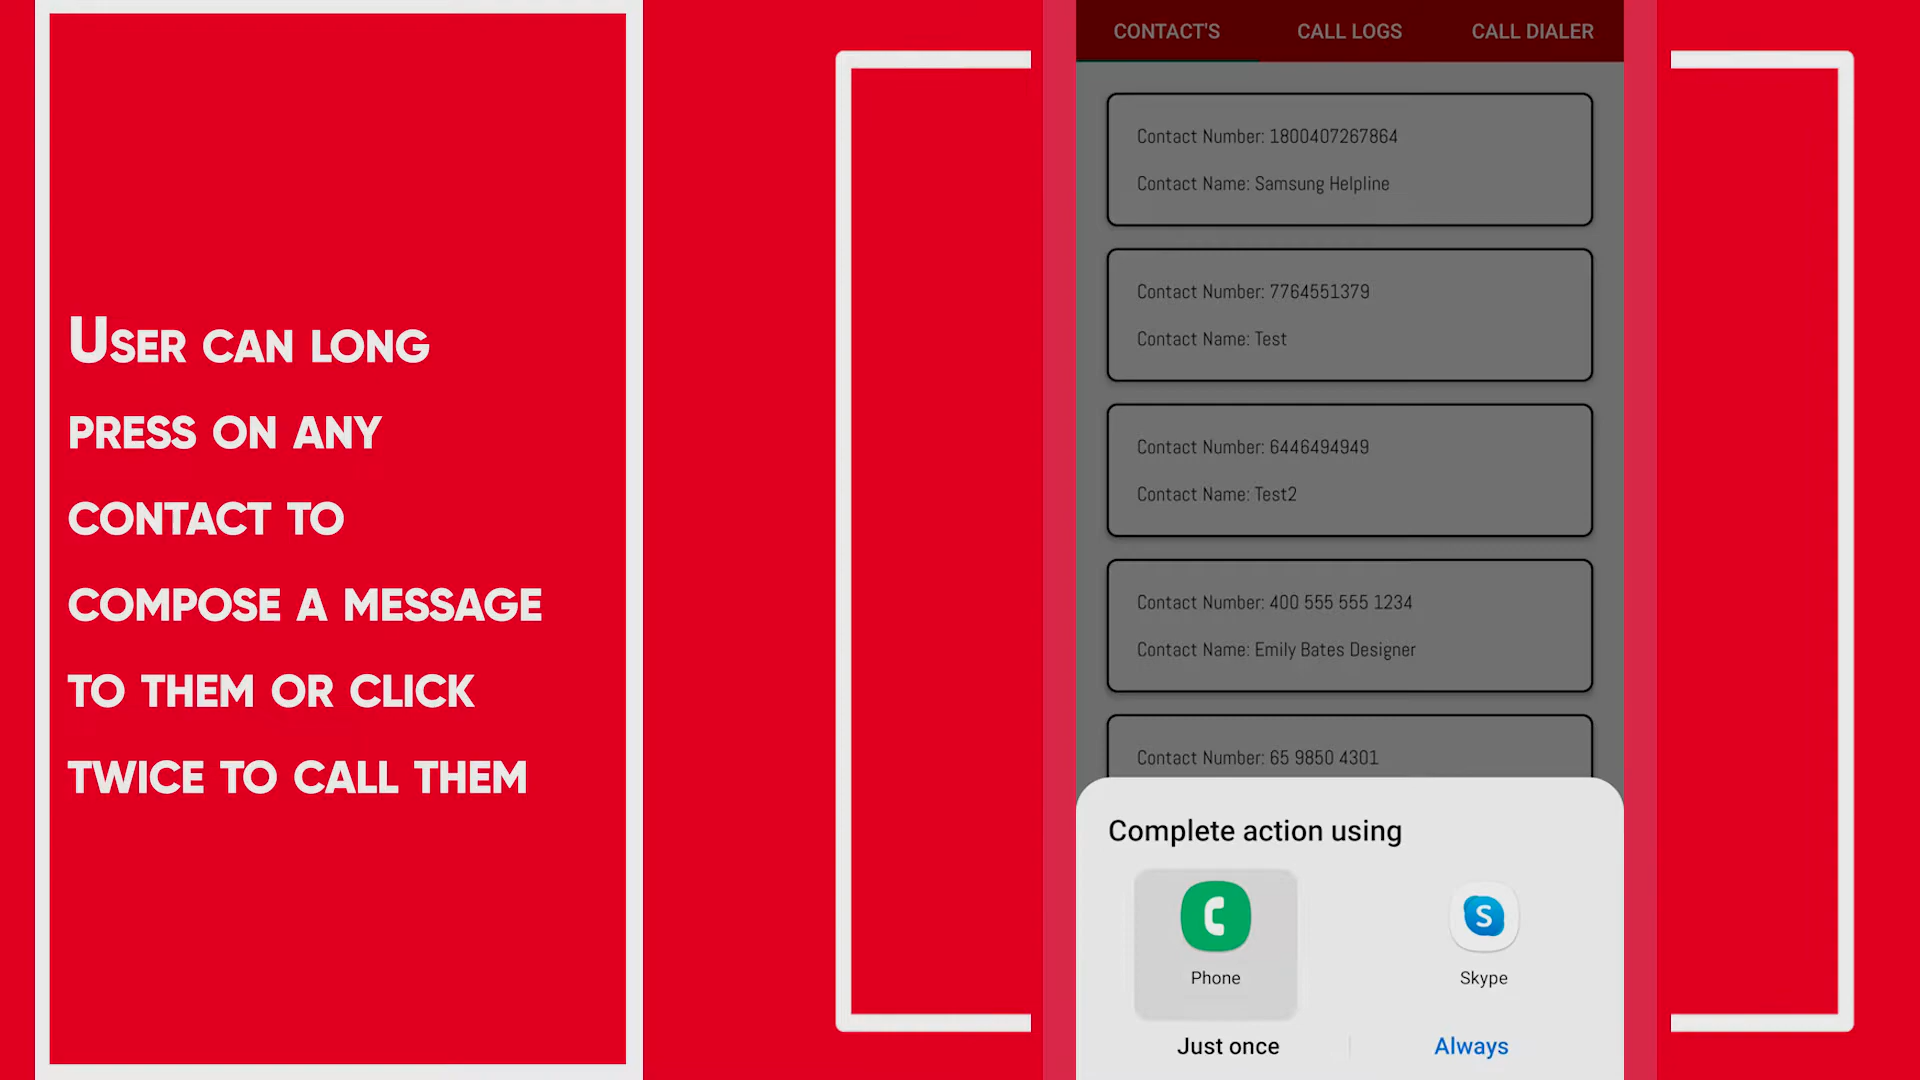 User can long
press on any
contact to
compose a message
to them or click
twice to call them
CONTACT'S CALL LOGS CALL DIALER
Contact Number: 1800407267864
Contact Name: Samsung Helpline
Contact Number: 7764551379
Contact Name: Test
Contact Number: 6446494949
Contact Name: Test2
Contact Number: 400 555 555 1234
Contact Name: Emily Bates Designer
Contact Number: 65 9850 4301
Complete action using
Phone Skype
Just once Always